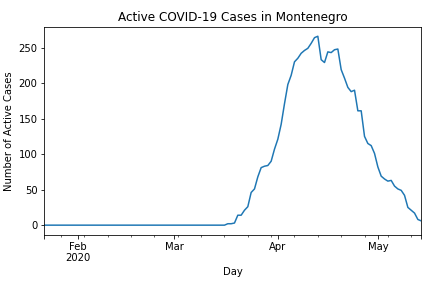 Active COVID-19 Cases in Montenegro
Number of Active Cases
250
200
150
100
50
0
Feb
2020
Mar
Apr
May
Day